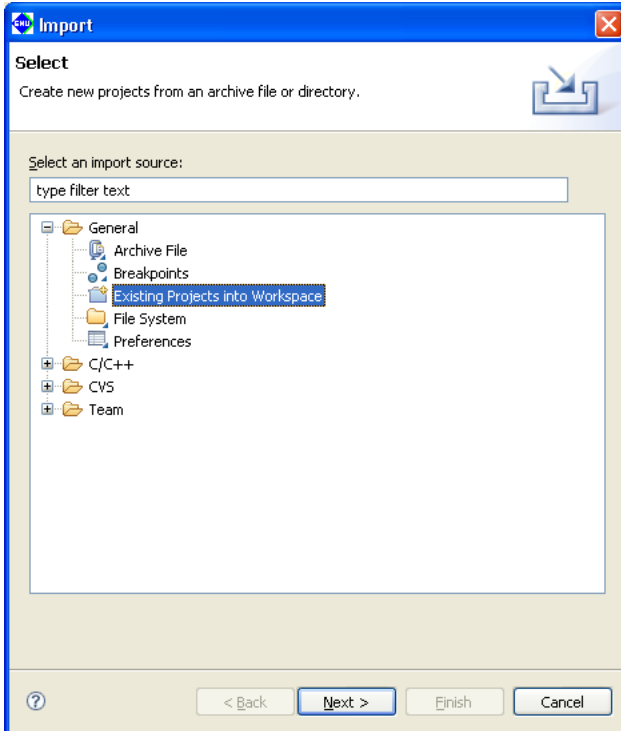 GNU Import
Select
Create new projects from an archive file or directory.
Select an import source:
type filter text
General
Archive File
Breakpoints
Existing Projects into Workspace
File System
Preferences
C/C++
CVS
Team
? < Back Next > Finish Cancel